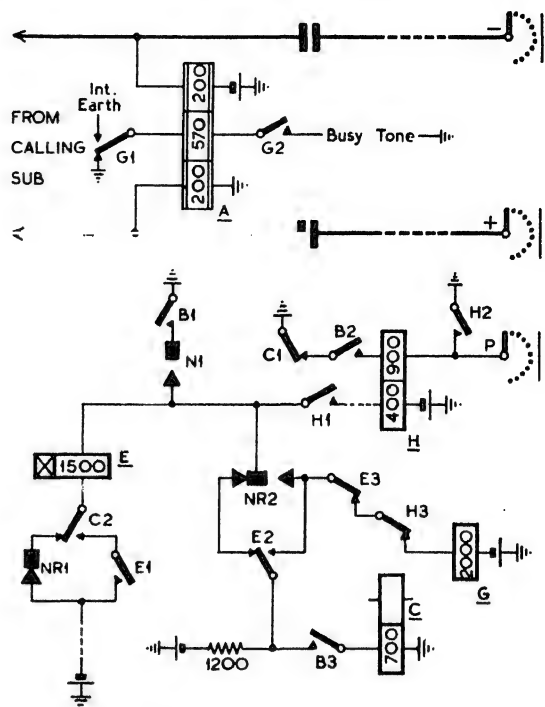 −
200
Int.
Earth
FROM
CALLING
SUB
G1
570
G2
Busy Tone
200
A
+
B1
N1
C1
B2
H2
900
P
H1
400
H
E
1500
C2
NR1
E1
NR2
E3
H3
E2
2000
G
C
1200
B3
700